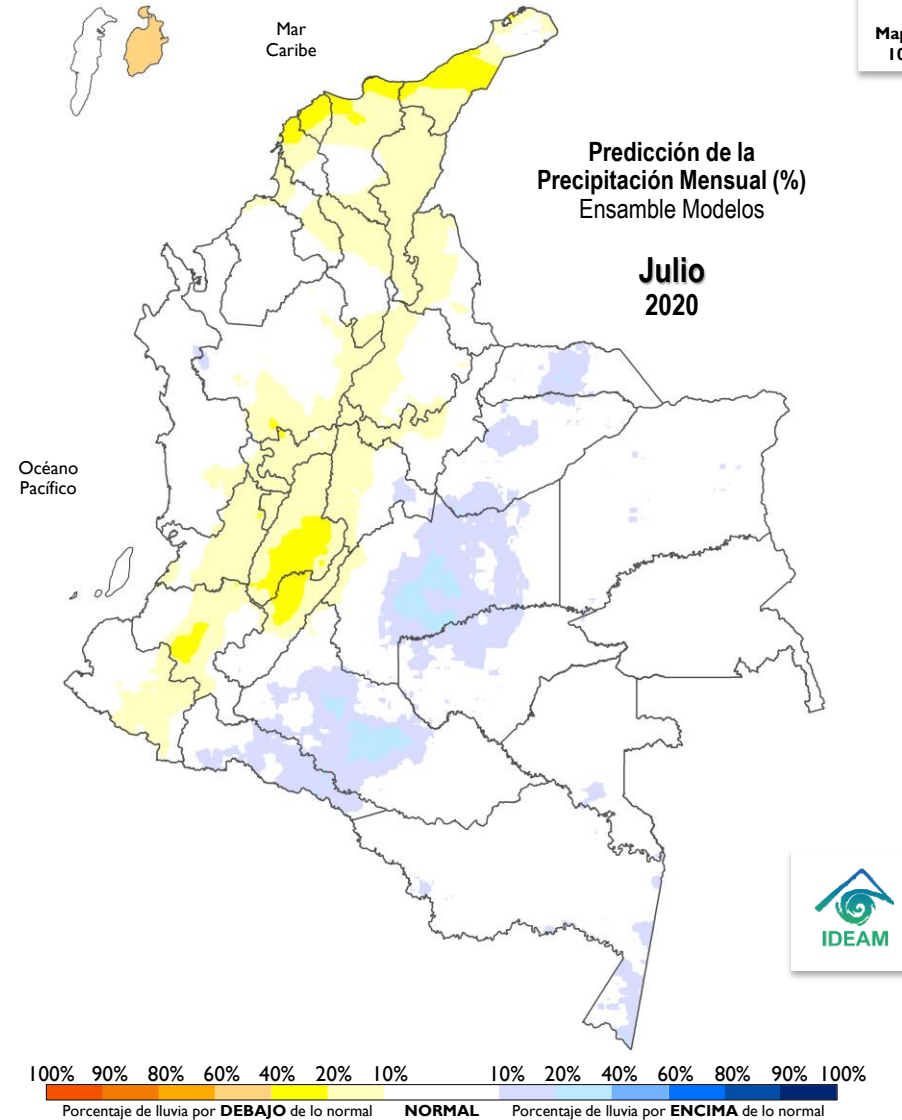 Mar
Caribe
Map
10
Predicción de la
Precipitación Mensual (%)
Ensamble Modelos
Julio
2020
Océano
Pacífico
IDEAM
100% 90% 80% 60% 40% 20% 10% 10% 20% 40% 60% 80% 90% 100%
Porcentaje de lluvia por DEBAJO de lo normal NORMAL Porcentaje de lluvia por ENCIMA de lo normal